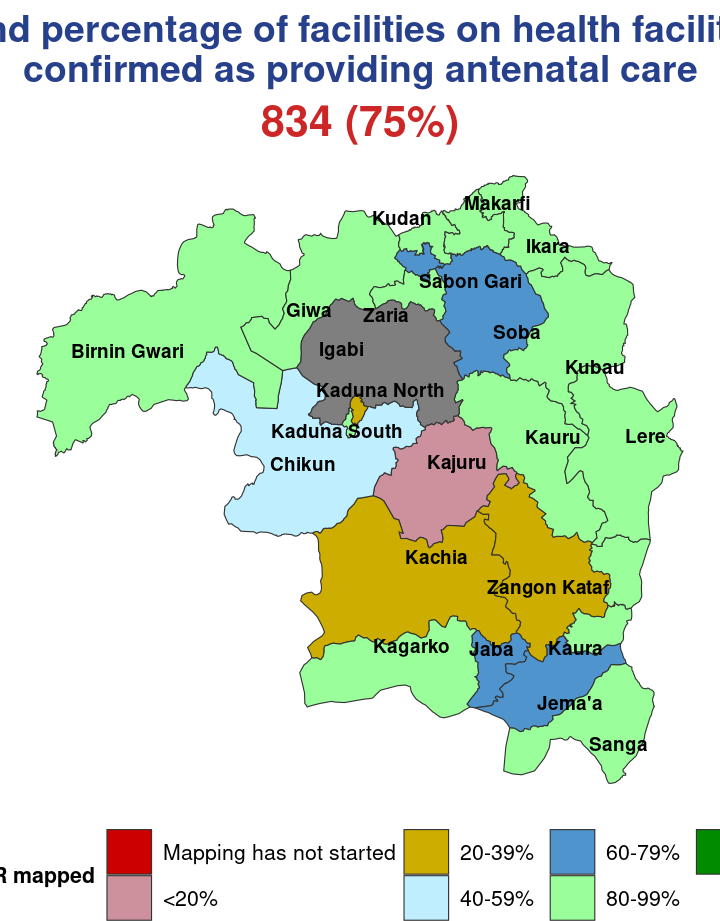 percentage of facilities on health
confirmed as providing antenatal care
834 (75%)
Makarfi
Kudan
Ikara
Sabon Gari
Giwa
Zaria
Soba
Igabi
Birnin Gwari
Kubau
Kaduna North
Kaduna South
Kauru
Lere
Chikun
Kajuru
Kachia
Zangon Kataf
Kagarko
Jaba
Kaura
Jema'a
Sanga
Mapping has not started
20-39%
60-79%
mapped
<20%
40-59%
80-99%